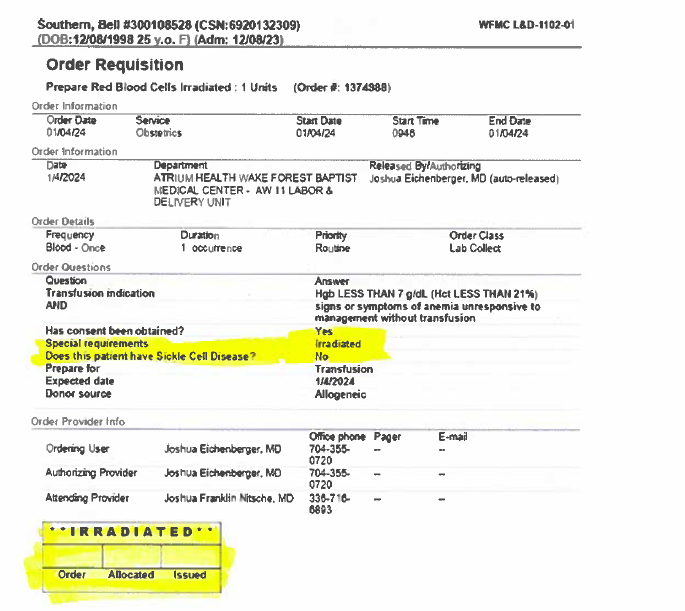 Southern, Bell #300108528 (CSN:6920132309) WFMC L&D-1102-01
(DOB:12/08/1998 25 y.o. F) (Adm: 12/08/23)
Order Requisition
Prepare Red Blood Cells Irradiated : 1 Units (Order #: 1374988)
Order Information
Order Date Service Start Date Start Time End Date
01/04/24 Obstetrics 01/04/24 0946 01/04/24
Order Information
Date Department Released By/Authorizing
1/4/2024 ATRIUM HEALTH WAKE FOREST BAPTIST Joshua Eichenberger, MD (auto-released)
MEDICAL CENTER - AW 11 LABOR &
DELIVERY UNIT
Order Details
Frequency Duration Priority Order Class
Blood - Once 1 occurrence Routine Lab Collect
Order Questions
Question Answer
Transfusion indication Hgb LESS THAN 7 g/dL (Hct LESS THAN 21%)
AND signs or symptoms of anemia unresponsive to
management without transfusion
Has consent been obtained? Yes
Special requirements Irradiated
Does this patient have Sickle Cell Disease? No
Prepare for Transfusion
Expected date 1/4/2024
Donor source Allogeneic
Order Provider Info
Office phone Pager E-mail
Ordering User Joshua Eichenberger, MD 704-355- -- --
0720
Authorizing Provider Joshua Eichenberger, MD 704-355- -- --
0720
Attending Provider Joshua Franklin Nitsche, MD 336-716- -- --
6893
**IRRADIATED**
Order Allocated Issued